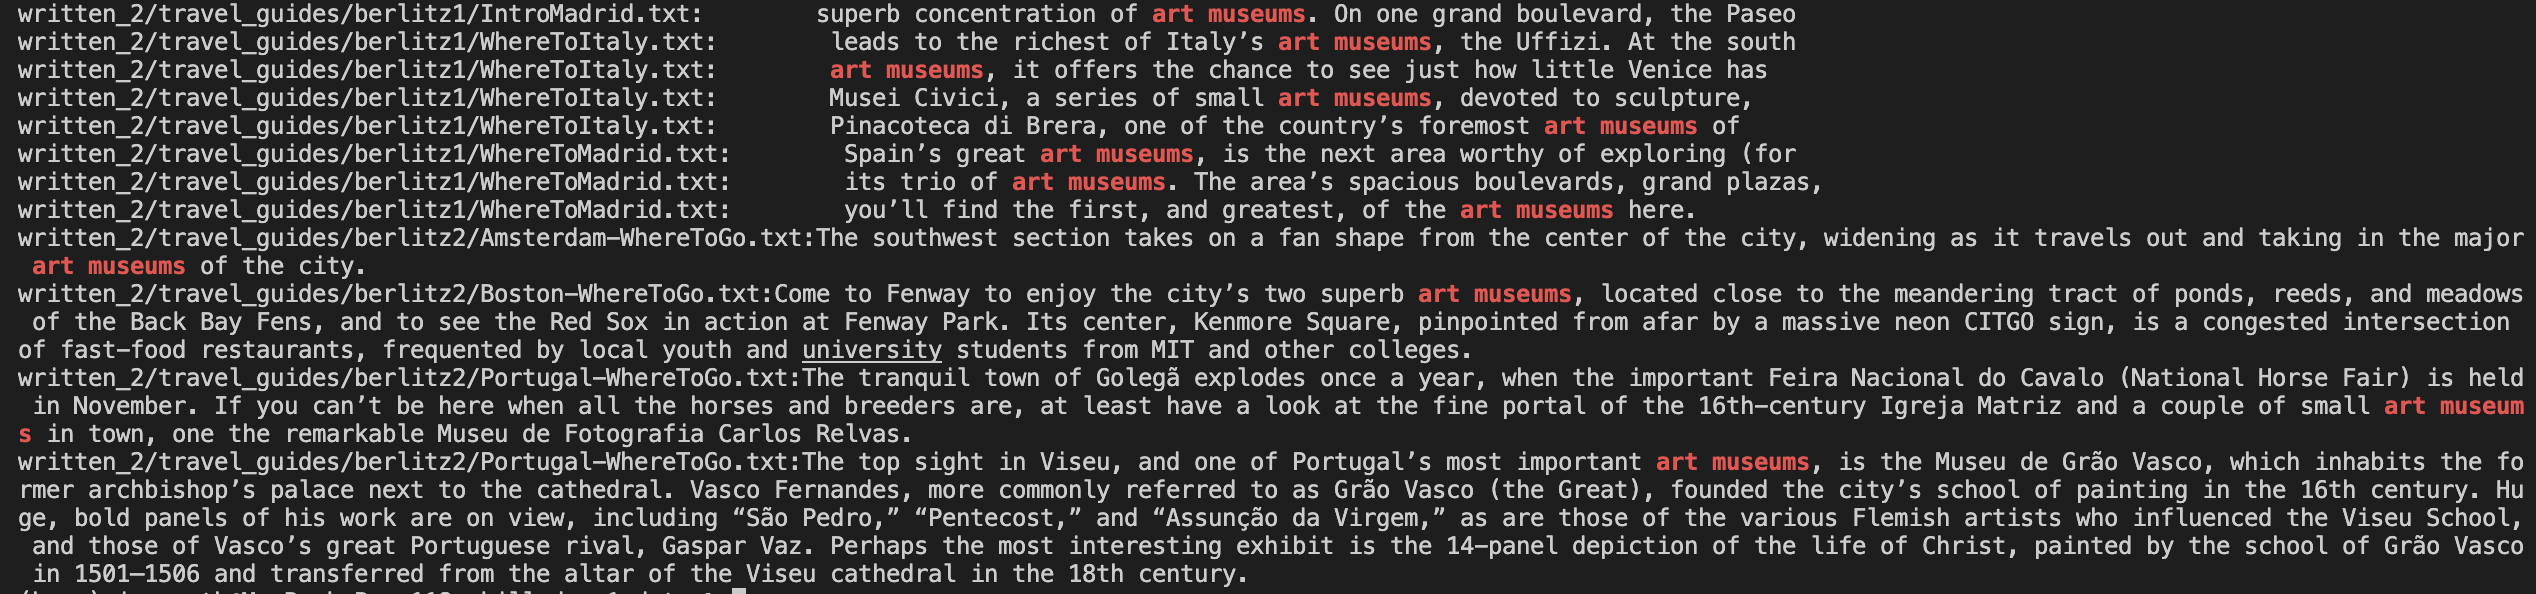 written_2/travel_guides/berlitz1/IntroMadrid.txt:       superb concentration of art museums. On one grand boulevard, the Paseo
written_2/travel_guides/berlitz1/WhereToItaly.txt:        leads to the richest of Italy’s art museums, the Uffizi. At the south
written_2/travel_guides/berlitz1/WhereToItaly.txt:        art museums, it offers the chance to see just how little Venice has
written_2/travel_guides/berlitz1/WhereToItaly.txt:        Musei Civici, a series of small art museums, devoted to sculpture,
written_2/travel_guides/berlitz1/WhereToItaly.txt:        Pinacoteca di Brera, one of the country’s foremost art museums of
written_2/travel_guides/berlitz1/WhereToMadrid.txt:        Spain’s great art museums, is the next area worthy of exploring (for
written_2/travel_guides/berlitz1/WhereToMadrid.txt:        its trio of art museums. The area’s spacious boulevards, grand plazas,
written_2/travel_guides/berlitz1/WhereToMadrid.txt:        you’ll find the first, and greatest, of the art museums here.
written_2/travel_guides/berlitz2/Amsterdam-WhereToGo.txt:The southwest section takes on a fan shape from the center of the city, widening as it travels out and taking in the major
art museums of the city.
written_2/travel_guides/berlitz2/Boston-WhereToGo.txt:Come to Fenway to enjoy the city’s two superb art museums, located close to the meandering tract of ponds, reeds, and meadows
of the Back Bay Fens, and to see the Red Sox in action at Fenway Park. Its center, Kenmore Square, pinpointed from afar by a massive neon CITGO sign, is a congested intersection
of fast-food restaurants, frequented by local youth and university students from MIT and other colleges.
written_2/travel_guides/berlitz2/Portugal-WhereToGo.txt:The tranquil town of Golegã explodes once a year, when the important Feira Nacional do Cavalo (National Horse Fair) is held
in November. If you can’t be here when all the horses and breeders are, at least have a look at the fine portal of the 16th-century Igreja Matriz and a couple of small art museum
s in town, one the remarkable Museu de Fotografia Carlos Relvas.
written_2/travel_guides/berlitz2/Portugal-WhereToGo.txt:The top sight in Viseu, and one of Portugal’s most important art museums, is the Museu de Grão Vasco, which inhabits the fo
rmer archbishop’s palace next to the cathedral. Vasco Fernandes, more commonly referred to as Grão Vasco (the Great), founded the city’s school of painting in the 16th century. Hu
ge, bold panels of his work are on view, including “São Pedro,” “Pentecost,” and “Assunção da Virgem,” as are those of the various Flemish artists who influenced the Viseu School,
and those of Vasco’s great Portuguese rival, Gaspar Vaz. Perhaps the most interesting exhibit is the 14-panel depiction of the life of Christ, painted by the school of Grão Vasco
in 1501–1506 and transferred from the altar of the Viseu cathedral in the 18th century.